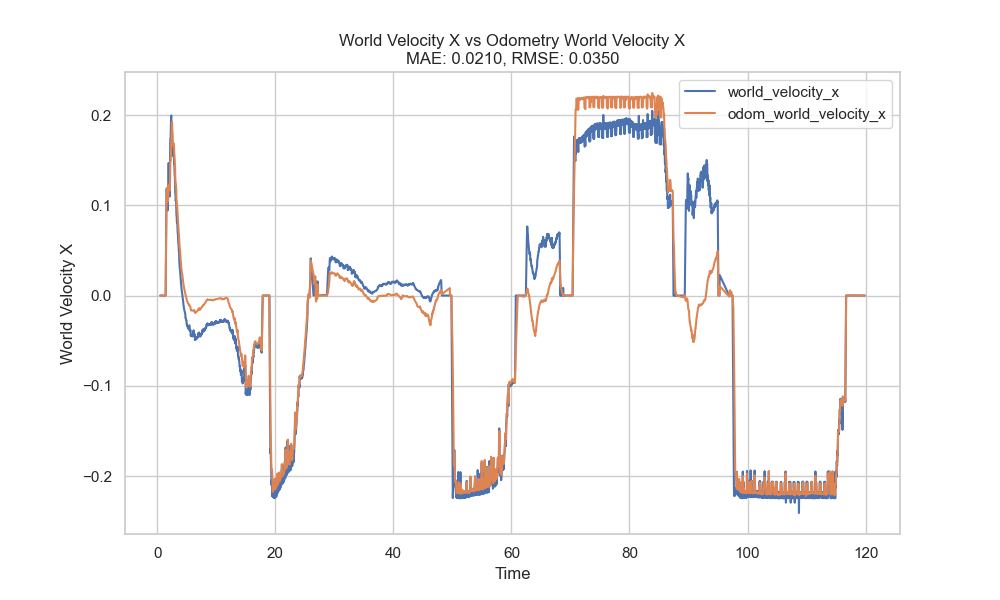 World Velocity X vs Odometry World Velocity X
MAE: 0.0210, RMSE: 0.0350
world_velocity_x
odom_world_velocity_x
World Velocity X
0.2
0.1
0.0
−0.1
−0.2
0 20 40 60 80 100 120
Time